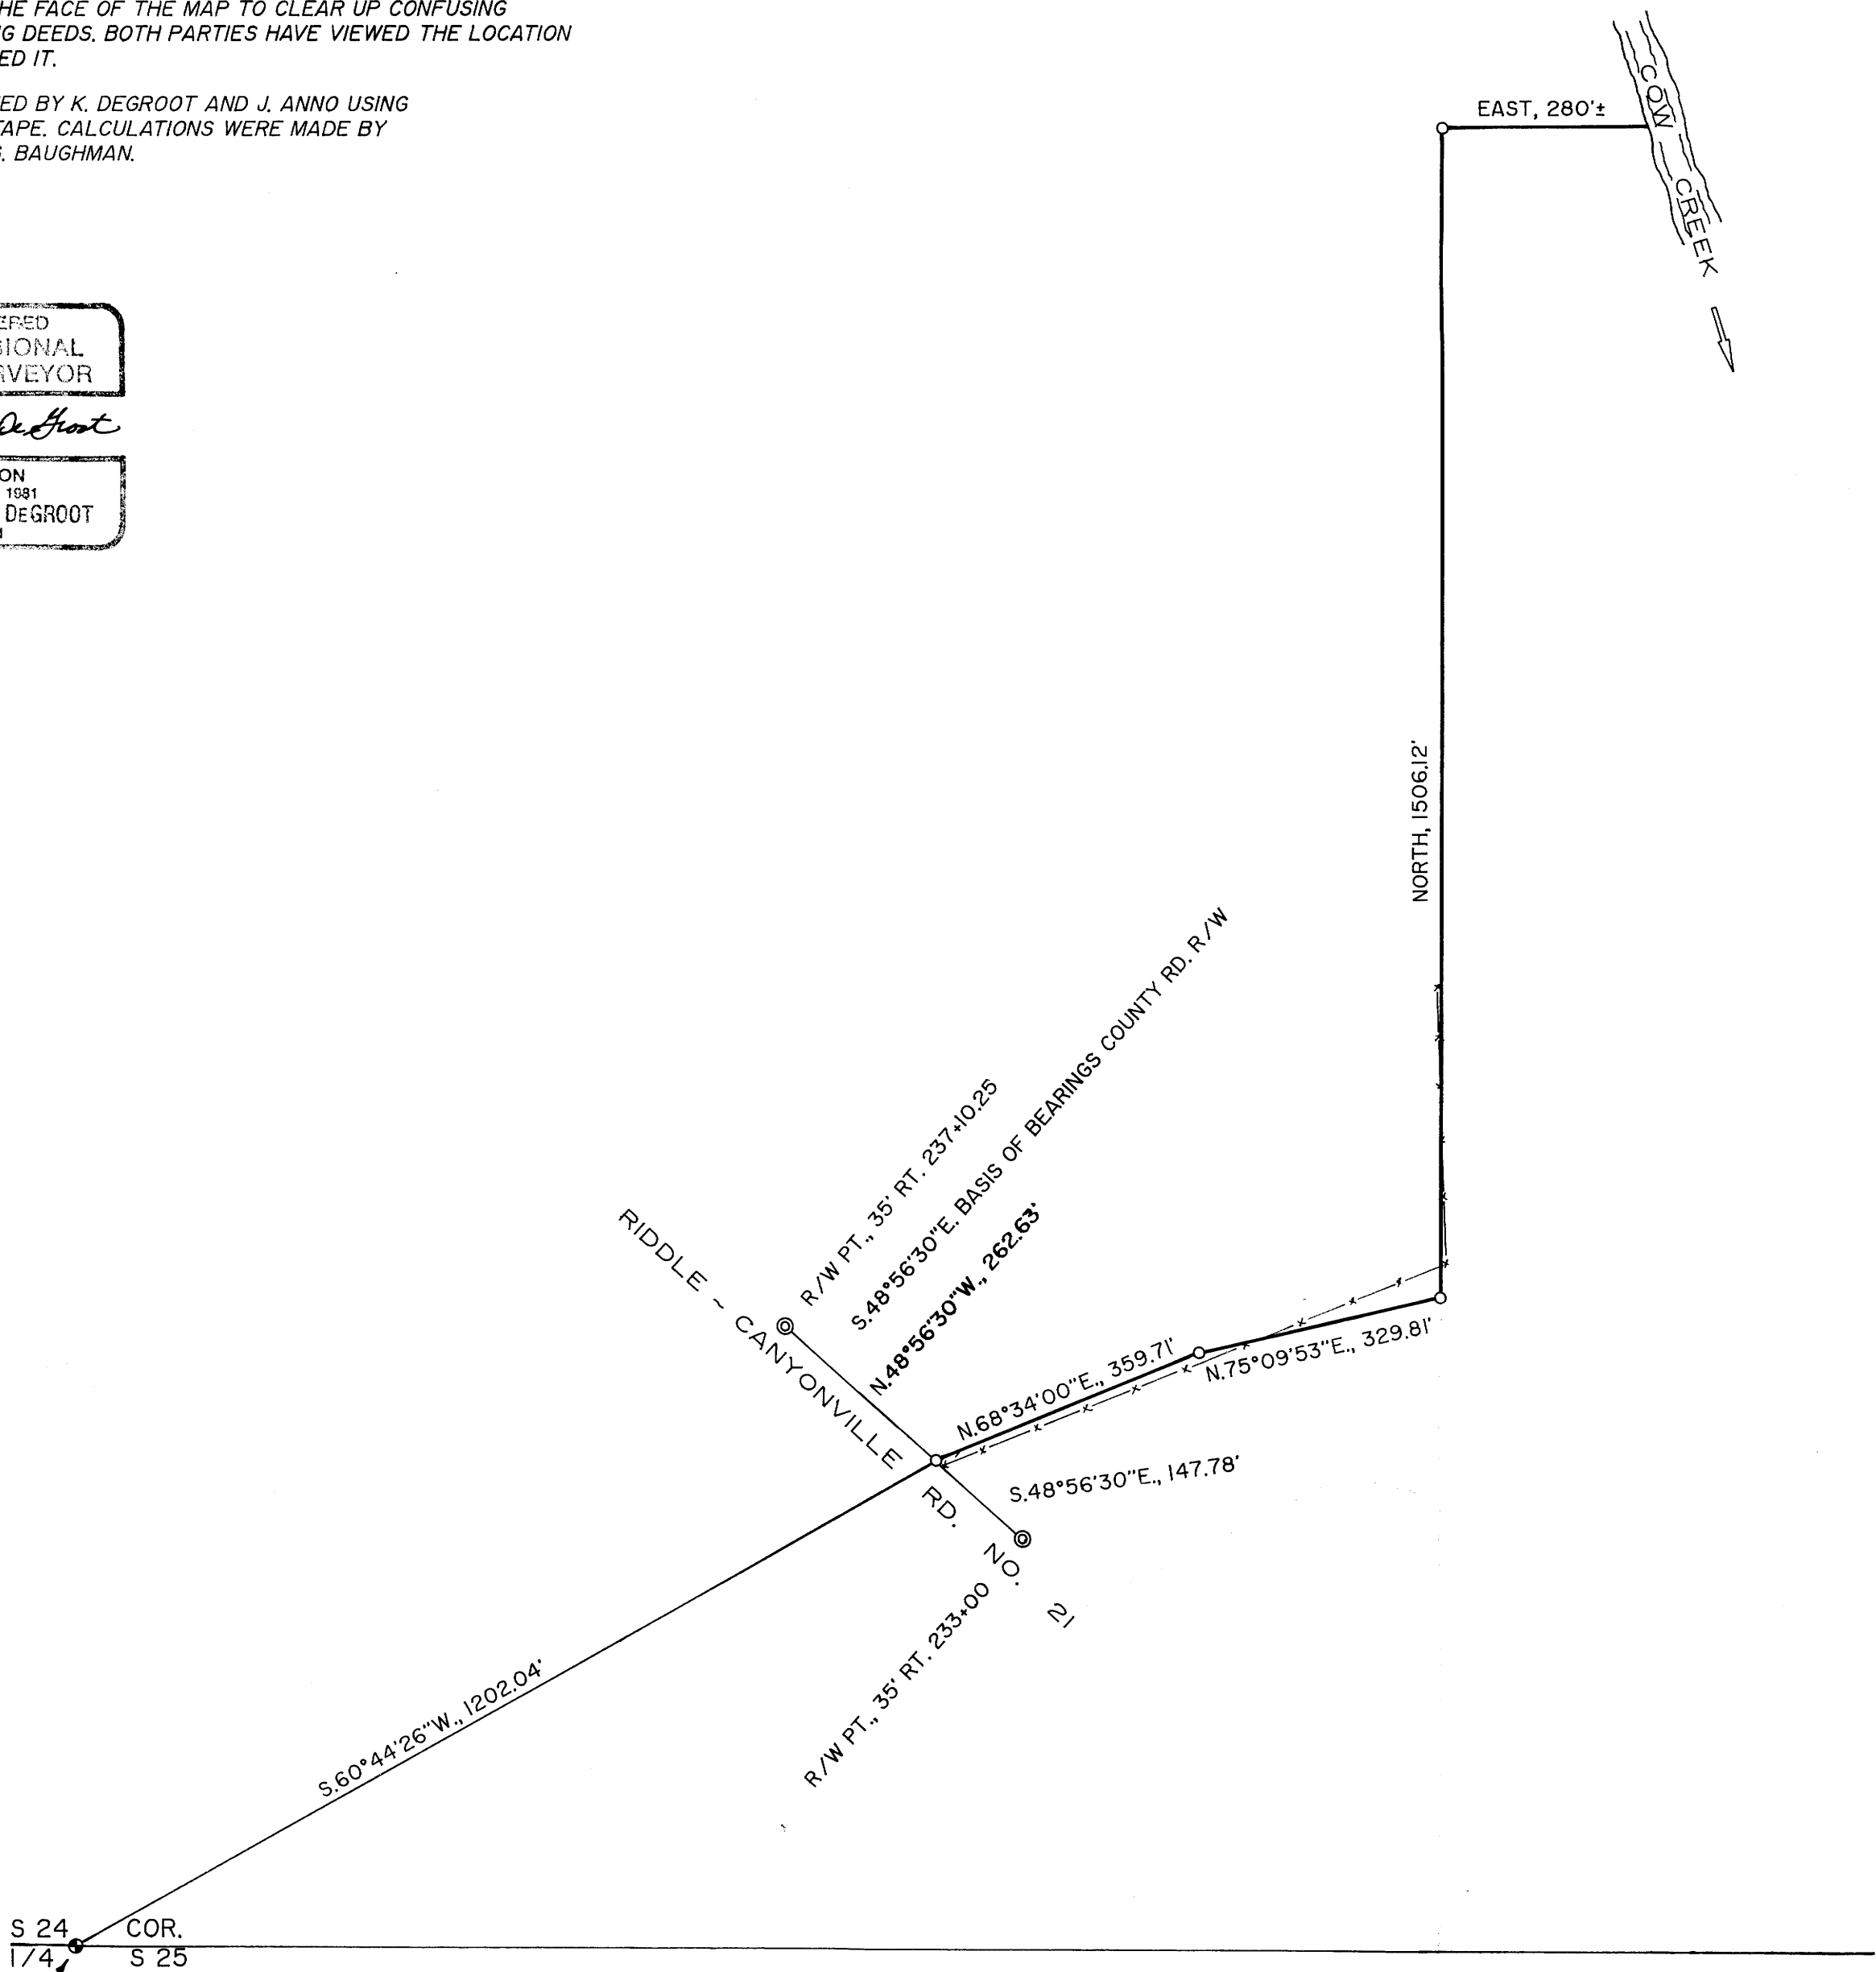 HE FACE OF THE MAP TO CLEAR UP CONFUSING
G DEEDS. BOTH PARTIES HAVE VIEWED THE LOCATION
ED IT.
ED BY K. DEGROOT AND J. ANNO USING
TAPE. CALCULATIONS WERE MADE BY
G. BAUGHMAN.
EAST, 280'±
COW CREEK
ERED
SIONAL
RVEYOR
De Groot
ON
1981
DEGROOT
NORTH, 1506.12'
R/W PT., 35' RT. 237+10.25
S.48°56'30"E. BASIS OF BEARINGS COUNTY RD. R/W
N.48°56'30"W., 262.63'
RIDDLE ~ CANYONVILLE RD. NO. 21
N.68°34'00"E., 359.71'
N.75°09'53"E., 329.81'
S.48°56'30"E., 147.78'
R/W PT., 35' RT. 233+00
S.60°44'26"W., 1202.04'
S 24 COR.
1/4 S 25